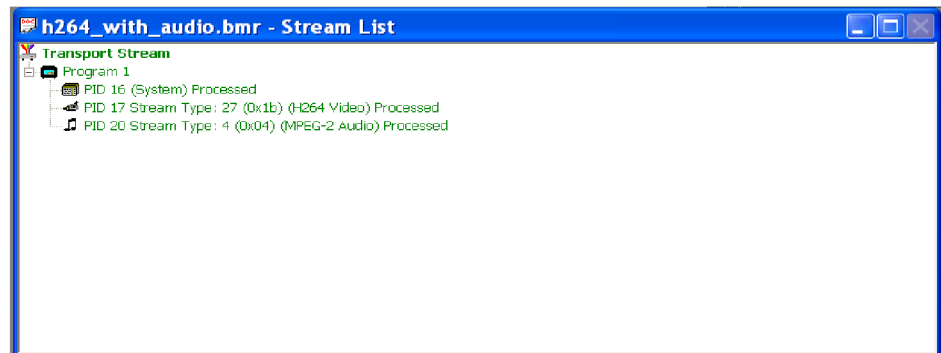 h264_with_audio.bmr - Stream List
Transport Stream
Program 1
PID 16 (System) Processed
PID 17 Stream Type: 27 (0x1b) (H264 Video) Processed
PID 20 Stream Type: 4 (0x04) (MPEG-2 Audio) Processed